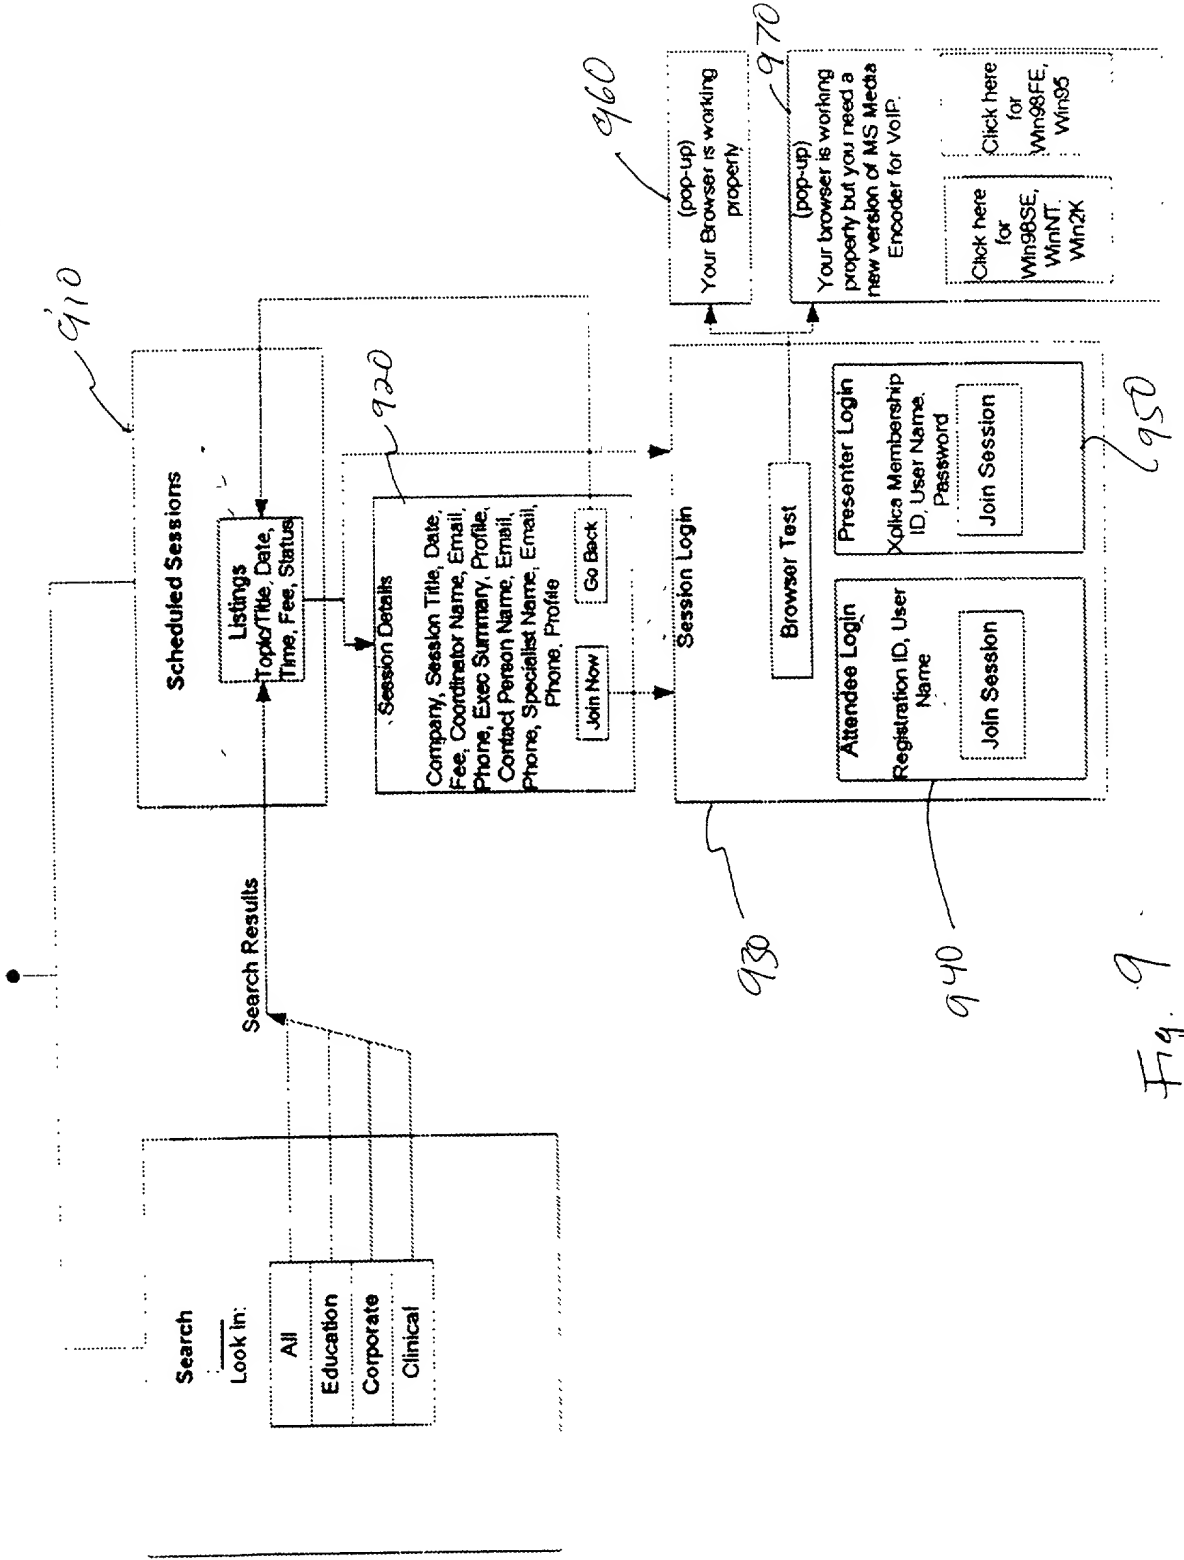 Search
Look in:
All
Education
Corporate
Clinical
Search Results
910
Scheduled Sessions
Listings
Topic/Title, Date,
Time, Fee, Status
920
Session Details
Company, Session Title, Date,
Fee, Coordinator Name, Email,
Phone, Exec Summary, Profile,
Contact Person Name, Email,
Phone, Specialist Name, Email,
Phone, Profile
Join Now
Go Back
930
Session Login
Browser Test
940
Attendee Login
Registration ID, User
Name
Join Session
950
Presenter Login
Xplica Membership
ID, User Name,
Password
Join Session
960
(pop-up)
Your Browser is working
properly
970
(pop-up)
Your browser is working
properly but you need a
new version of MS Media
Encoder for VoIP.
Click here
for
Win98SE,
WinNT.
Win2K
Click here
for
Win98FE,
Win95
Fig. 9